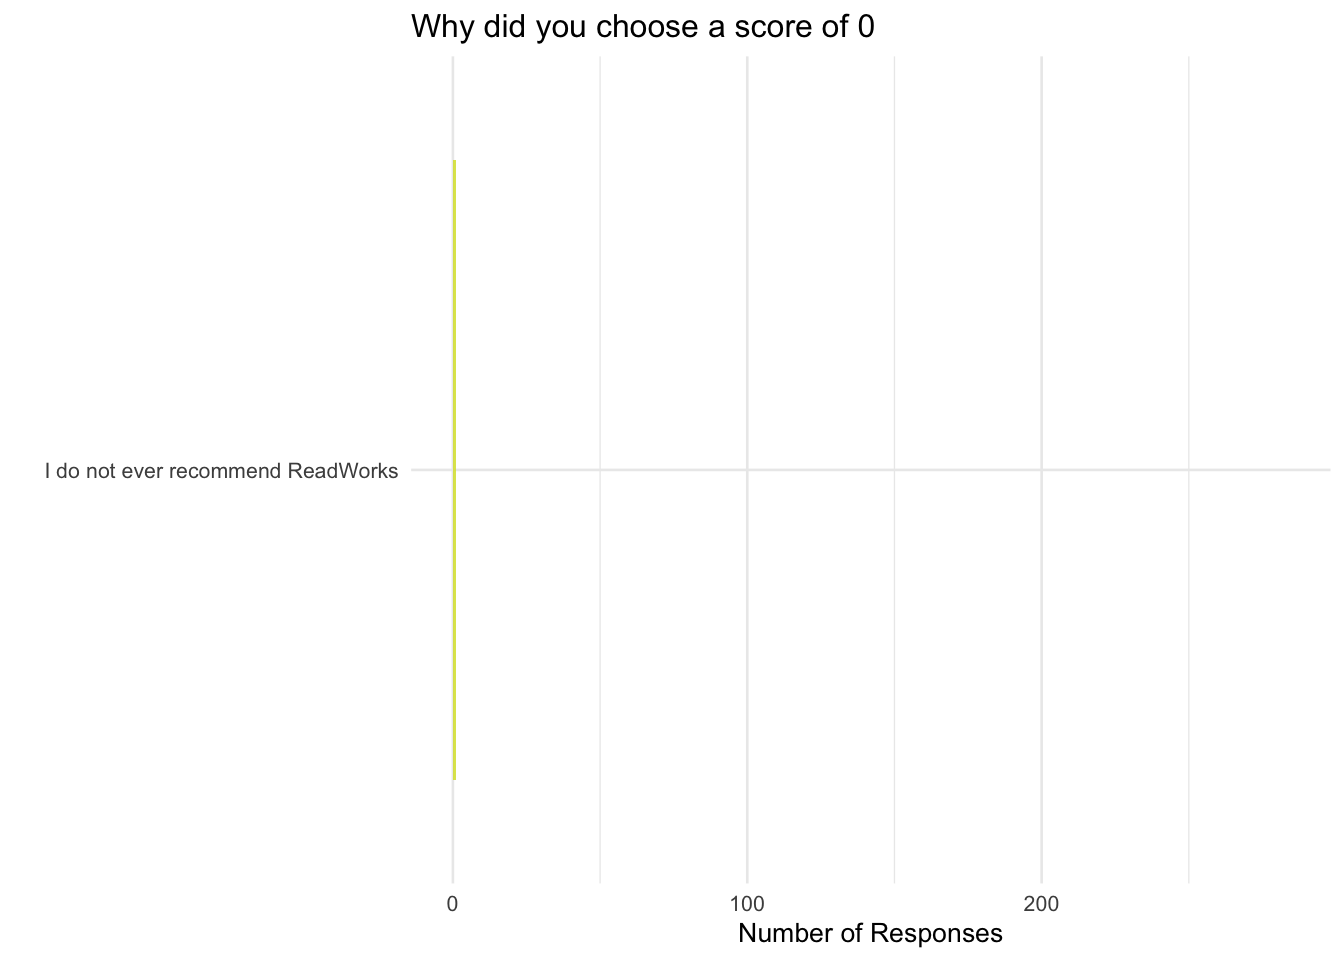 Why did you choose a score of 0
I do not ever recommend ReadWorks
0
100
200
Number of Responses